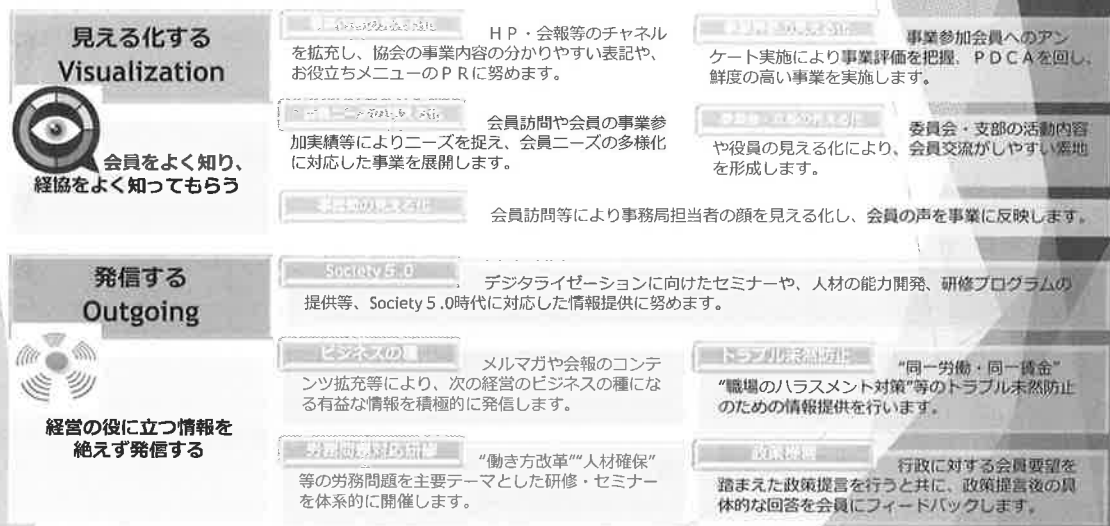 見える化する
Visualization
会員をよく知り、
経協をよく知ってもらう
ＨＰ・会報等のチャネル
を拡充し、協会の事業内容の分かりやすい表記や、
お役立ちメニューのＰＲに努めます。
事業参加会員へのアン
ケート実施により事業評価を把握、ＰＤＣＡを回し、
鮮度の高い事業を実施します。
会員訪問や会員の事業参
加実績等によりニーズを捉え、会員ニーズの多様化
に対応した事業を展開します。
委員会・支部の見える化
委員会・支部の活動内容
や役員の見える化により、会員交流がしやすい素地
を形成します。
事務局の見える化
会員訪問等により事務局担当者の顔を見える化し、会員の声を事業に反映します。
発信する
Outgoing
経営の役に立つ情報を
絶えず発信する
Society 5 .0
デジタライゼーションに向けたセミナーや、人材の能力開発、研修プログラムの
提供等、Society 5 .0時代に対応した情報提供に努めます。
ビジネスの種
メルマガや会報のコンテ
ンツ拡充等により、次の経営のビジネスの種にな
る有益な情報を積極的に発信します。
トラブル未然防止
“同一労働・同一賃金”
“職場のハラスメント対策”等のトラブル未然防止
のための情報提供を行います。
労務問題対応研修
“働き方改革”“人材確保”
等の労務問題を主要テーマとした研修・セミナー
を体系的に開催します。
政策提言
行政に対する会員要望を
踏まえた政策提言を行うと共に、政策提言後の具
体的な回答を会員にフィードバックします。